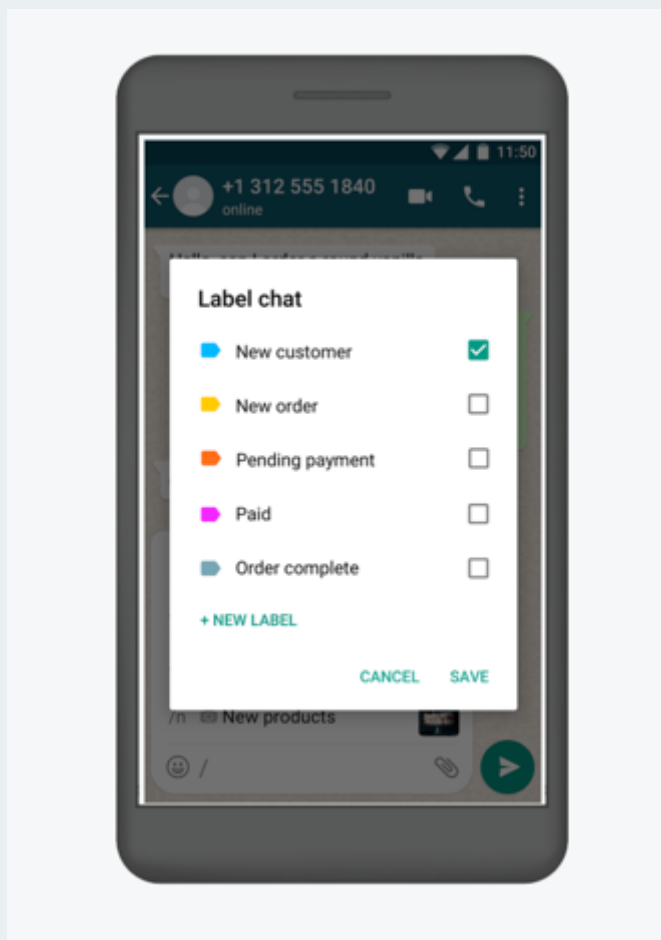 11:50
+1 312 555 1840
online
Label chat
New customer
New order
Pending payment
Paid
Order complete
+ NEW LABEL
CANCEL SAVE
/n New products
/